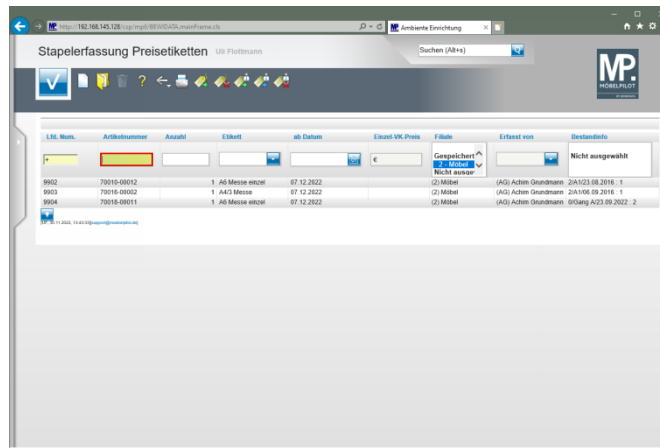 http://192.168.145.128/csp/mp6/BEWIDATA.mainFrame.cls
MP Ambiente Einrichtung
Stapelerfassung Preisetiketten Uli Flottmann
Suchen (Alt+s)
MP.
MÖBELPILOT
Lfd. Num. Artikelnummer Anzahl Etikett ab Datum Einzel-VK-Preis Filiale Erfasst von Bestandinfo
+ € Gespeichert Nicht ausgewählt
2 - Möbel
9902 70010-00012 1 A6 Messe einzel 07.12.2022 (2) Möbel (AG) Achim Grundmann 2/A1/23.08.2016 : 1
9903 70016-00002 1 A4/3 Messe 07.12.2022 (2) Möbel (AG) Achim Grundmann 2/A1/06.09.2016 : 1
9904 70018-00011 1 A6 Messe einzel 07.12.2022 (2) Möbel (AG) Achim Grundmann 0/Gang A/23.09.2022 : 2